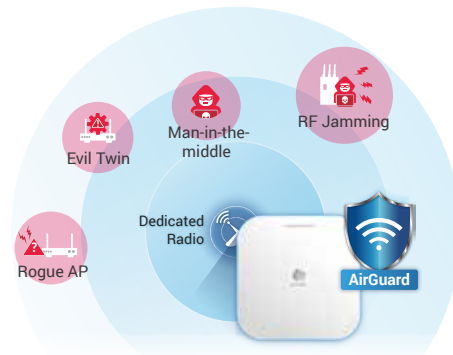 RF Jamming
Man-in-the-
middle
Evil Twin
Dedicated
Radio
Rogue AP
AirGuard